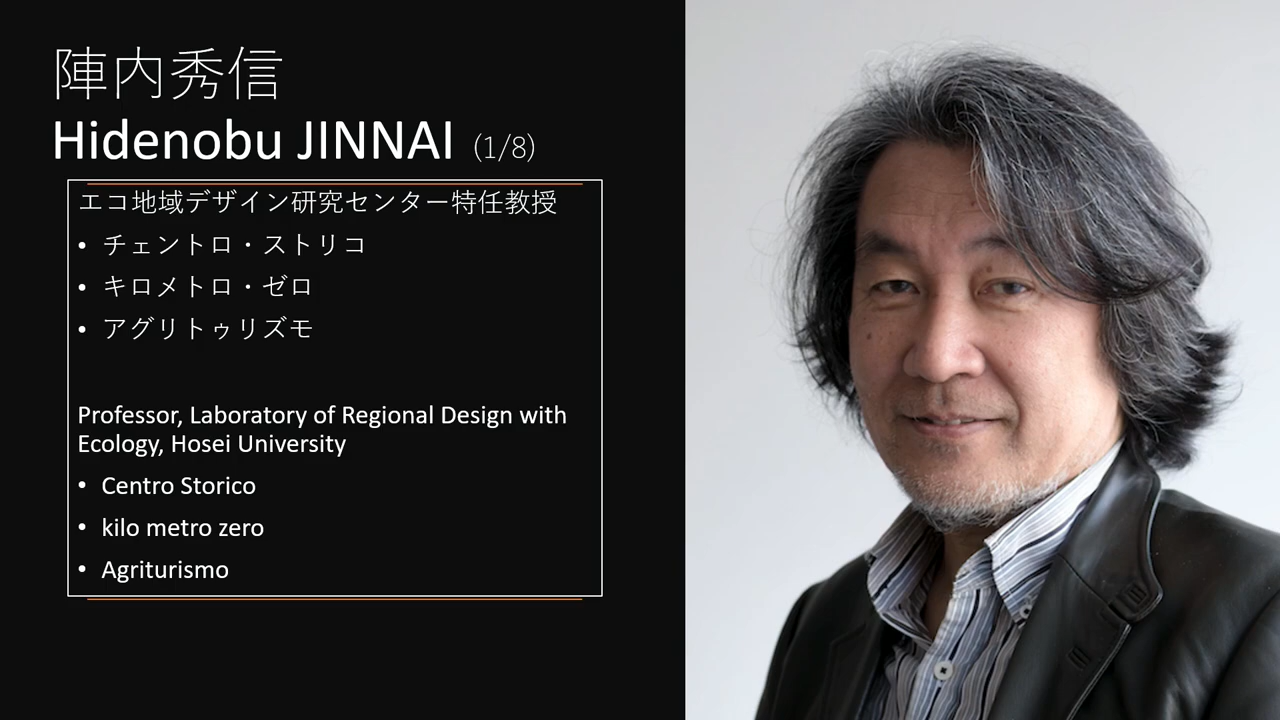 陣内秀信
Hidenobu JINNAI (1/8)
エコ地域デザイン研究センター特任教授
• チェントロ・ストリコ
• キロメトロ・ゼロ
• アグリトゥリズモ
Professor, Laboratory of Regional Design with
Ecology, Hosei University
• Centro Storico
• kilo metro zero
• Agriturismo